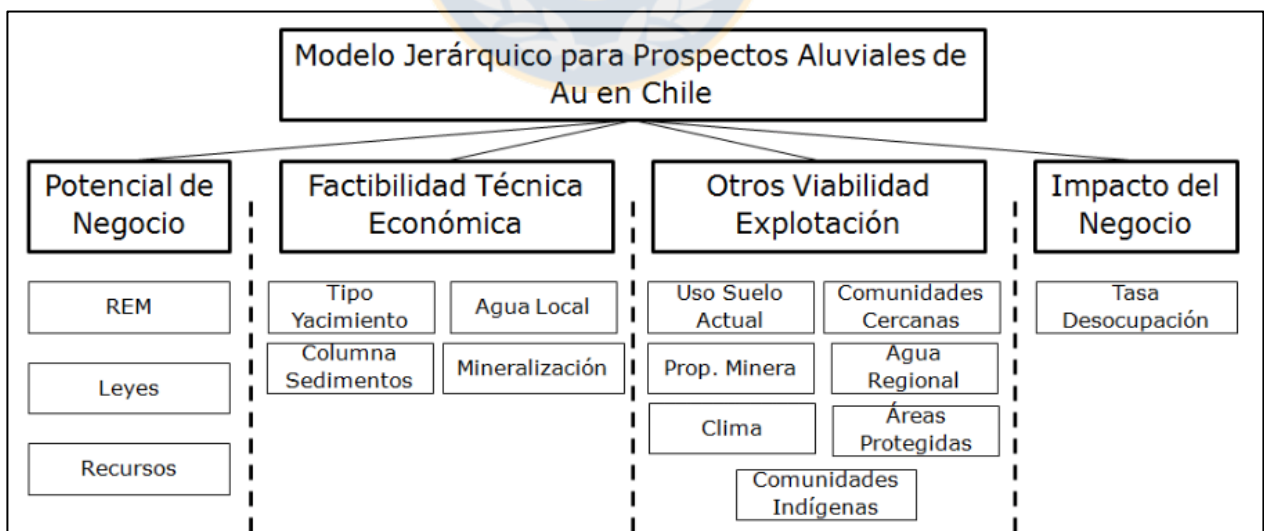 Modelo Jerárquico para Prospectos Aluviales de
Au en Chile
Potencial de
Negocio
Factibilidad Técnica
Económica
Otros Viabilidad
Explotación
Impacto del
Negocio
REM
Leyes
Recursos
Tipo
Yacimiento
Agua Local
Columna
Sedimentos
Mineralización
Uso Suelo
Actual
Comunidades
Cercanas
Prop. Minera
Agua
Regional
Clima
Áreas
Protegidas
Comunidades
Indígenas
Tasa
Desocupación